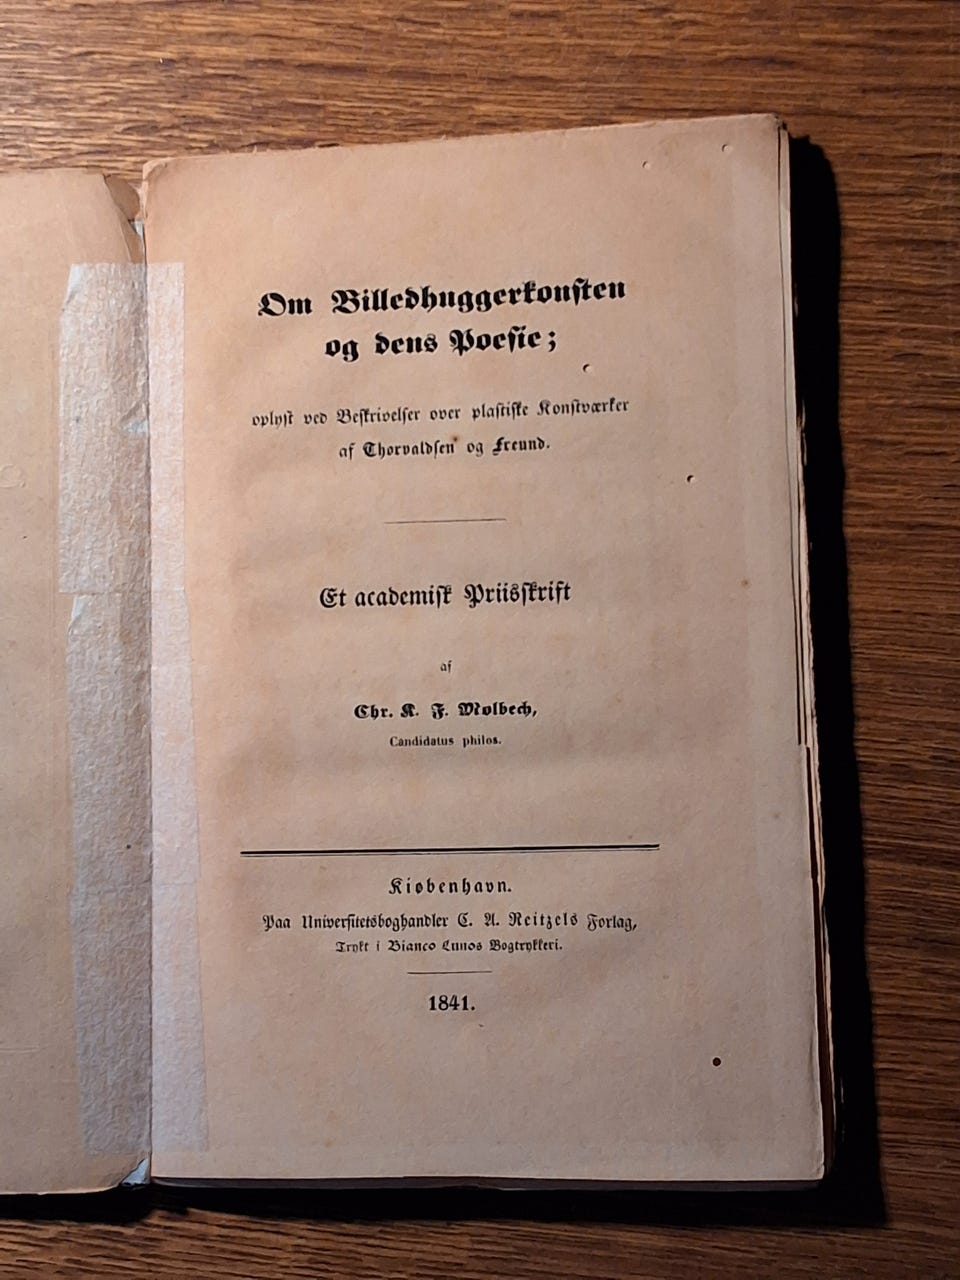 Om Billedhuggerkonsten
og dens Poesie;
oplyst ved Beskrivelser over plastiske Konstværker
af Thorvaldsen og Freund.
Et academisk Priisskrift
af
Chr. K. F. Molbech,
Candidatus philos.
Kiøbenhavn.
Paa Universitetsboghandler C. A. Reitzels Forlag,
Trykt i Bianco Lunos Bogtrykkeri.
1841.